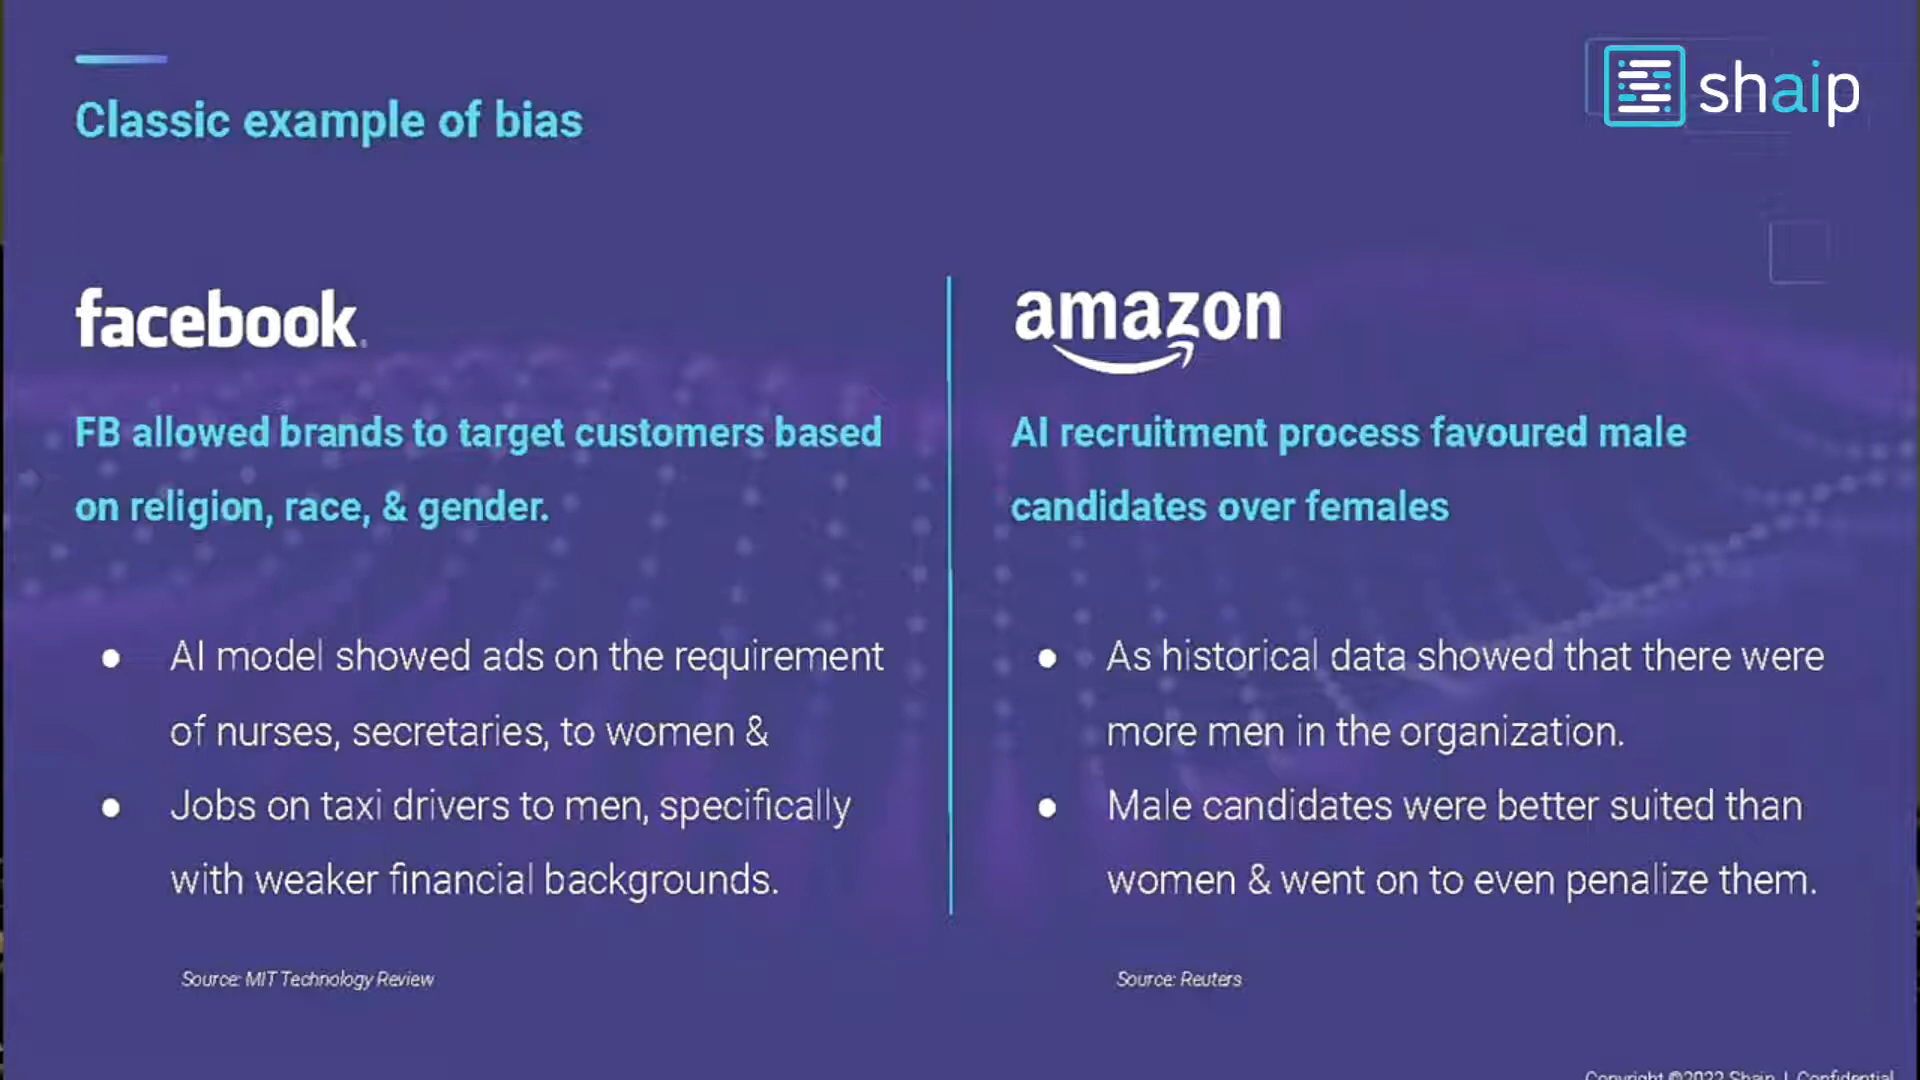 shaip
Classic example of bias
facebook
FB allowed brands to target customers based
on religion, race, & gender.
● AI model showed ads on the requirement
of nurses, secretaries, to women &
● Jobs on taxi drivers to men, specifically
with weaker financial backgrounds.
Source: MIT Technology Review
amazon
AI recruitment process favoured male
candidates over females
● As historical data showed that there were
more men in the organization.
● Male candidates were better suited than
women & went on to even penalize them.
Source: Reuters
Copyright ©2022 Shaip | Confidential